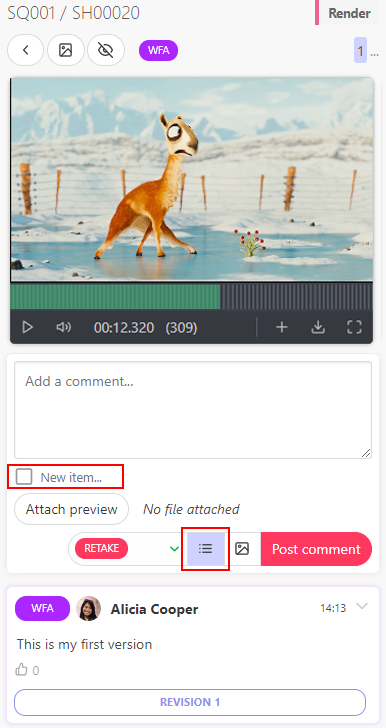 SQ001 / SH00020
Render
WFA
1 ...
00:12.320 (309)
Add a comment...
New item...
Attach preview No file attached
RETAKE
Post comment
WFA Alicia Cooper 14:13
This is my first version
0
REVISION 1